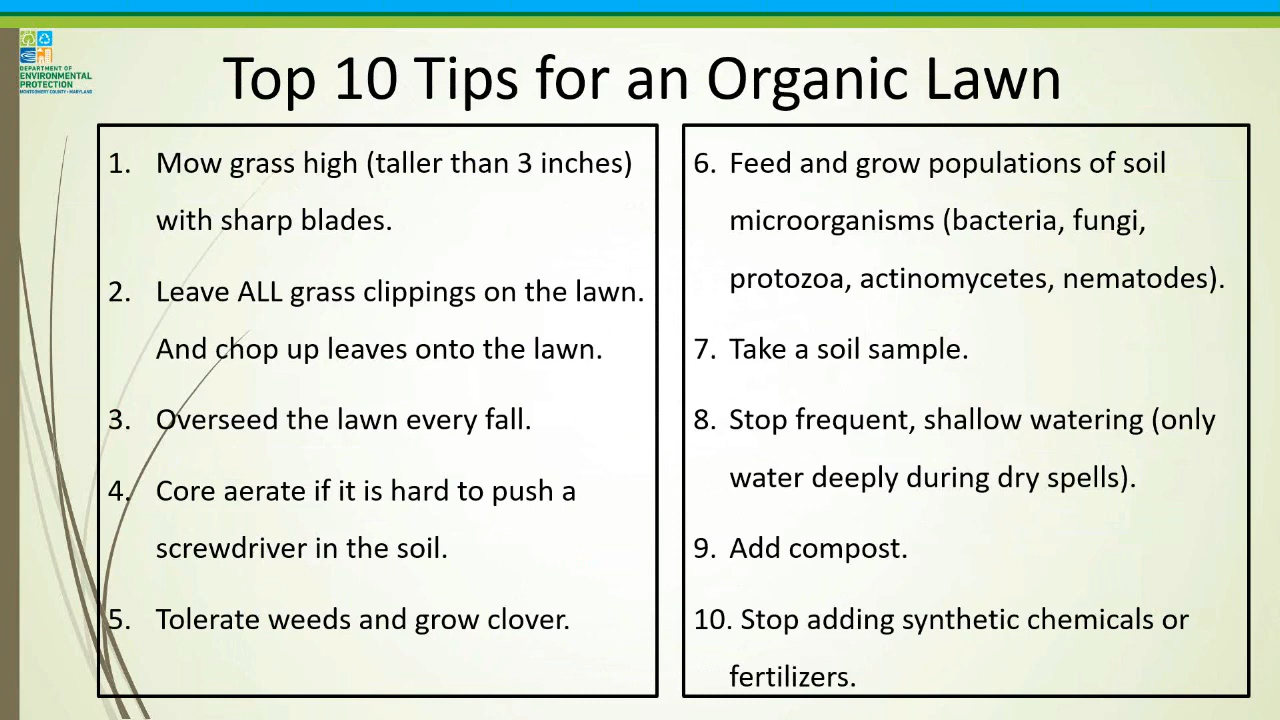 DEPARTMENT OF
ENVIRONMENTAL
PROTECTION
MONTGOMERY COUNTY • MARYLAND
Top 10 Tips for an Organic Lawn
1. Mow grass high (taller than 3 inches)
with sharp blades.
2. Leave ALL grass clippings on the lawn.
And chop up leaves onto the lawn.
3. Overseed the lawn every fall.
4. Core aerate if it is hard to push a
screwdriver in the soil.
5. Tolerate weeds and grow clover.
6. Feed and grow populations of soil
microorganisms (bacteria, fungi,
protozoa, actinomycetes, nematodes).
7. Take a soil sample.
8. Stop frequent, shallow watering (only
water deeply during dry spells).
9. Add compost.
10. Stop adding synthetic chemicals or
fertilizers.